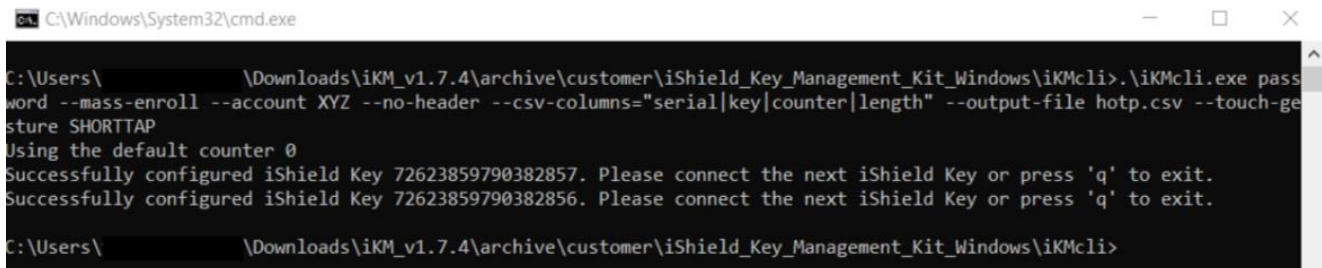 C:\Windows\System32\cmd.exe
C:\Users\ \Downloads\iKM_v1.7.4\archive\customer\iShield_Key_Management_Kit_Windows\iKMcli>.\iKMcli.exe pass
word --mass-enroll --account XYZ --no-header --csv-columns="serial|key|counter|length" --output-file hotp.csv --touch-ge
sture SHORTTAP
Using the default counter 0
Successfully configured iShield Key 72623859790382857. Please connect the next iShield Key or press 'q' to exit.
Successfully configured iShield Key 72623859790382856. Please connect the next iShield Key or press 'q' to exit.
C:\Users\ \Downloads\iKM_v1.7.4\archive\customer\iShield_Key_Management_Kit_Windows\iKMcli>